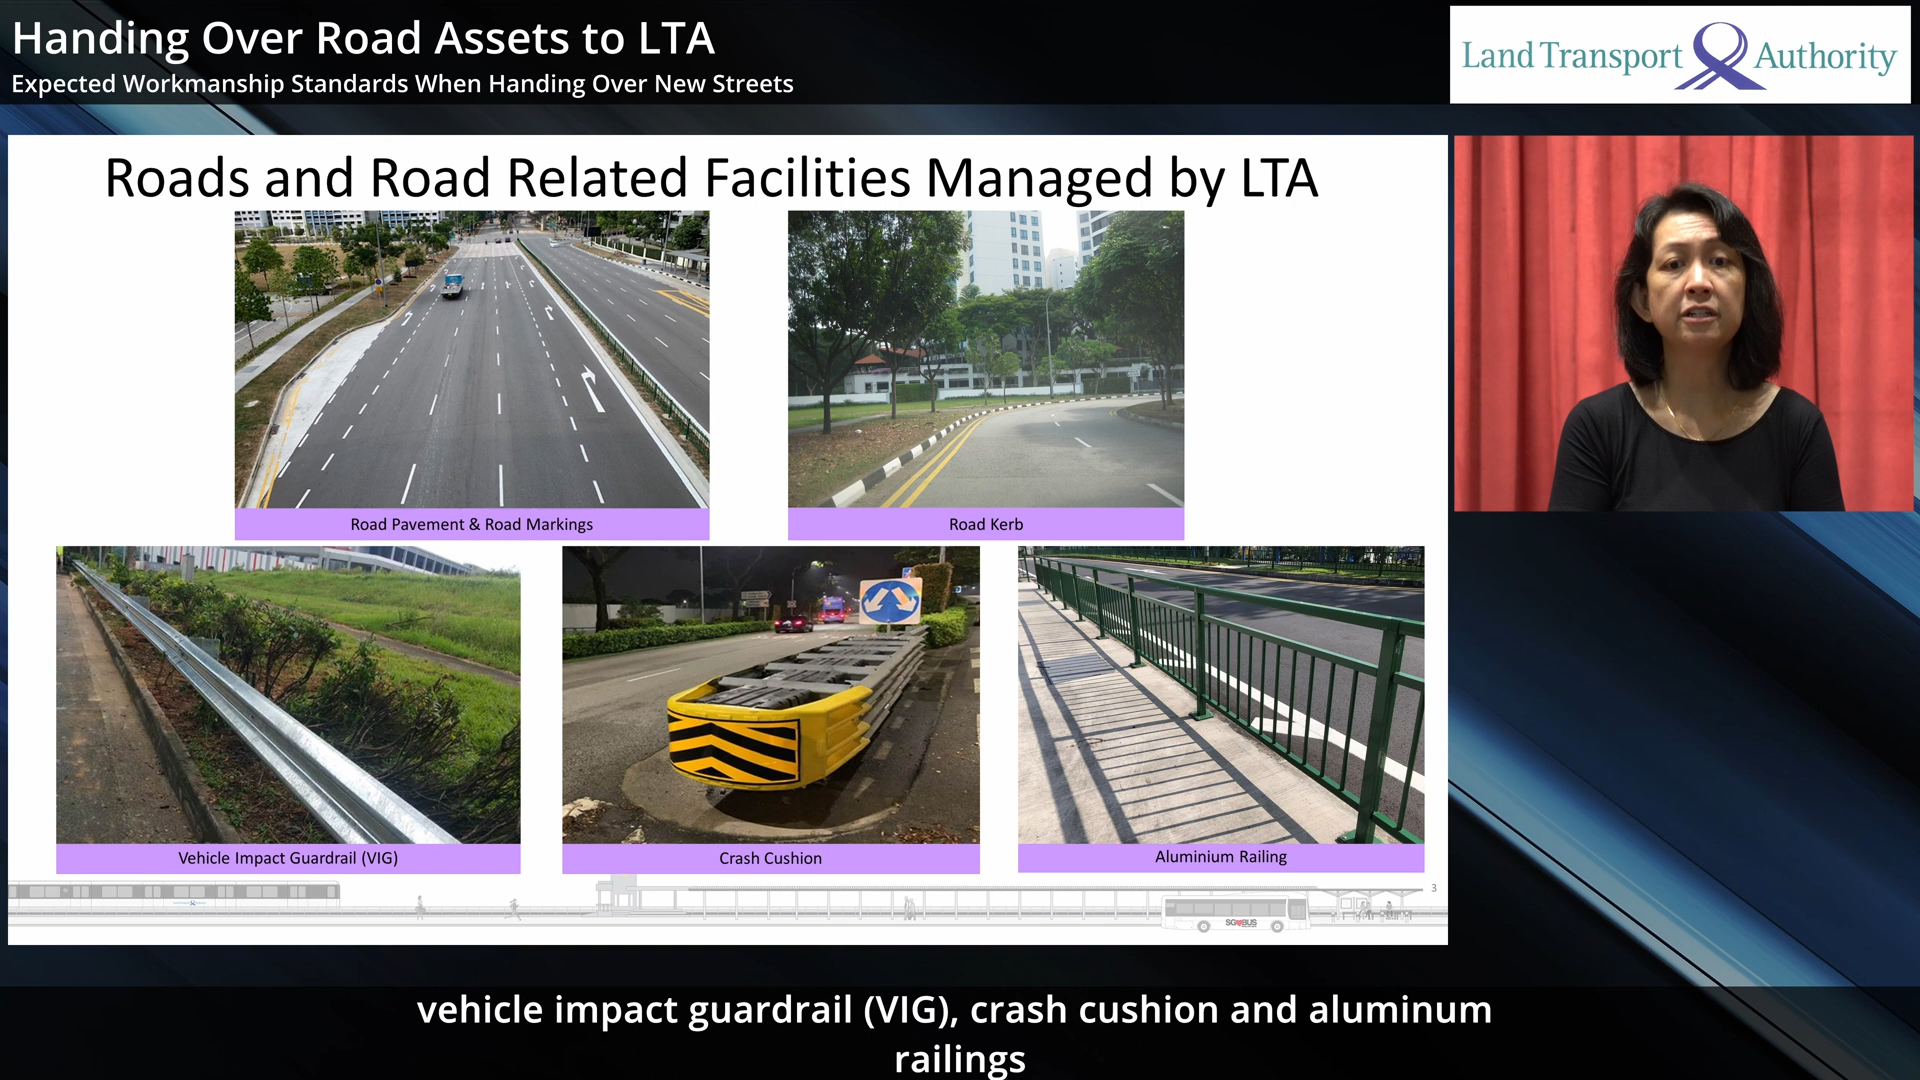 Handing Over Road Assets to LTA
Expected Workmanship Standards When Handing Over New Streets
Land Transport Authority
Roads and Road Related Facilities Managed by LTA
Road Pavement & Road Markings
Road Kerb
Vehicle Impact Guardrail (VIG)
Crash Cushion
Aluminium Railing
3
SG BUS
vehicle impact guardrail (VIG), crash cushion and aluminum
railings